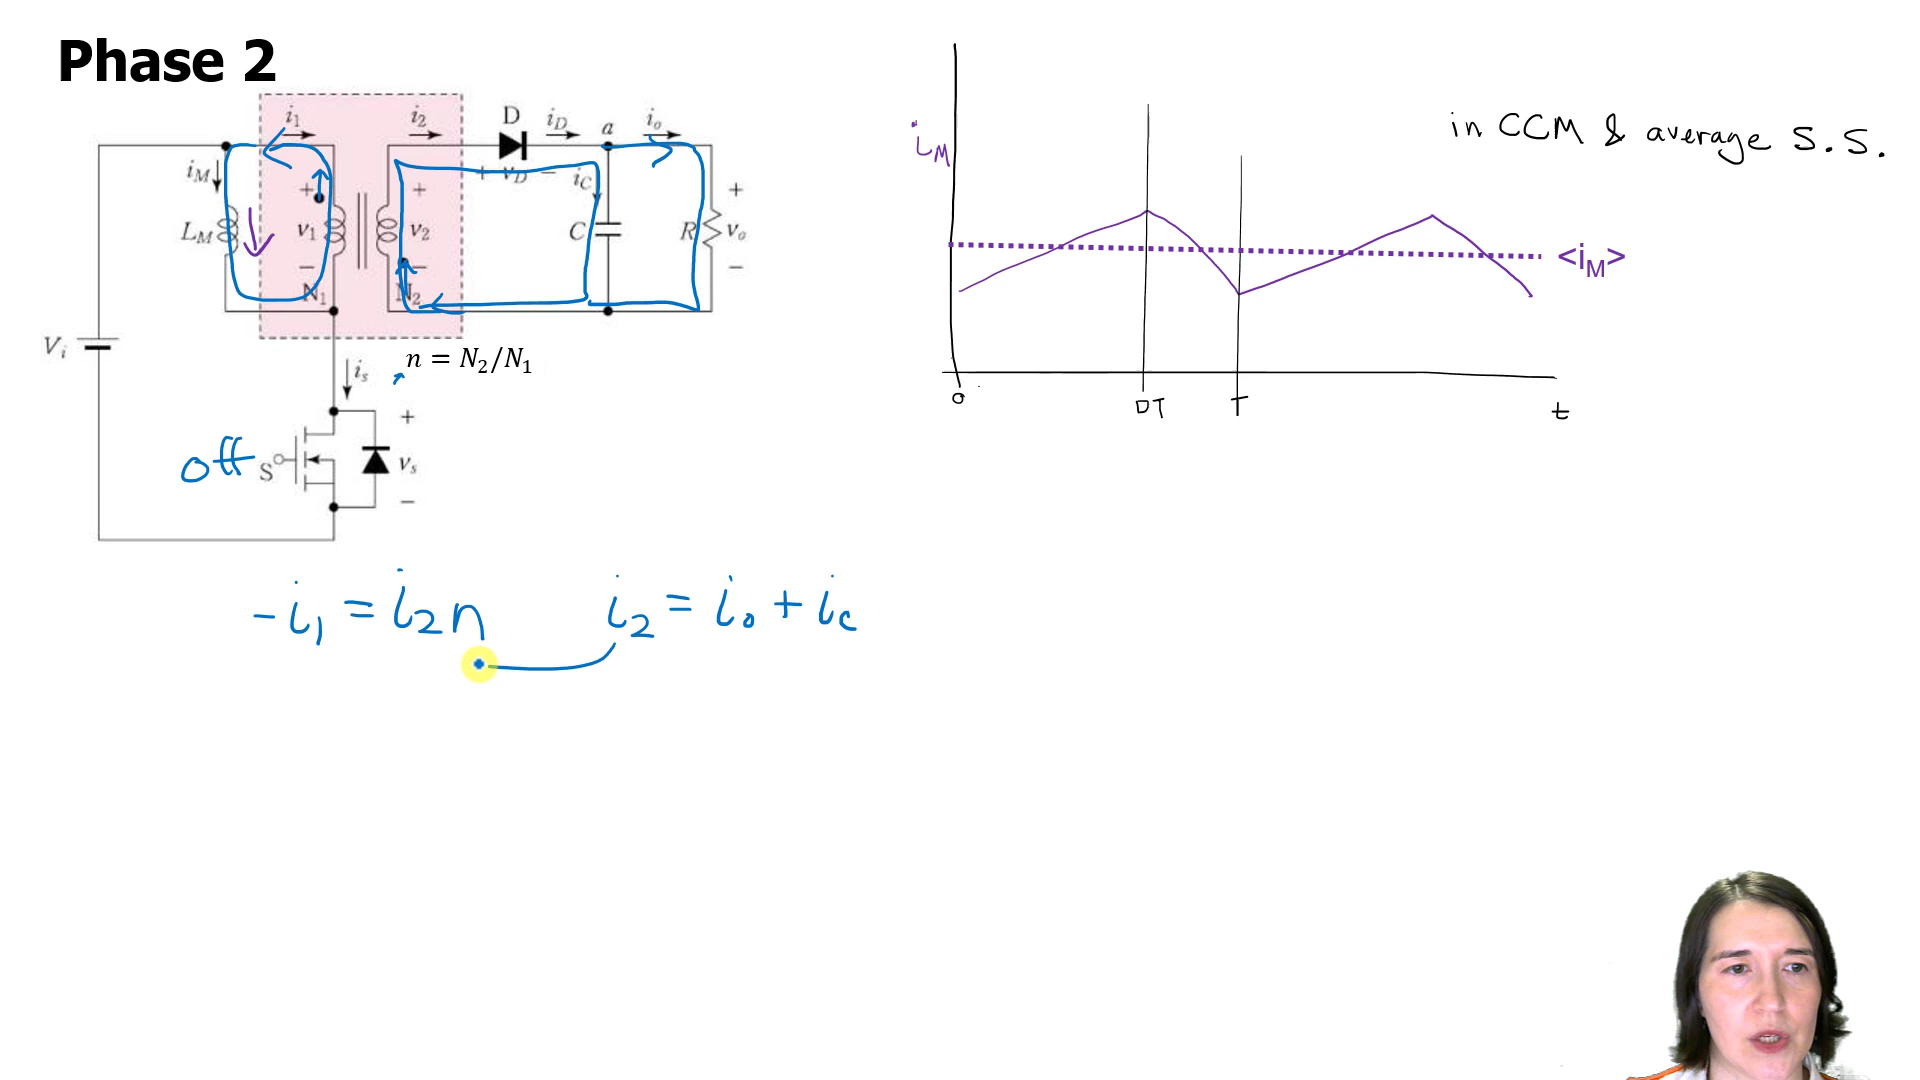 Phase 2
i1 i2 D iD a io
iM + + + vD − iC +
LM v1 v2 C R vo
− − −
N1 N2
Vi n = N2/N1
is
+
off S vs
−
-i1 = i2n i2 = io + ic
in CCM & average S.S.
iM
<iM>
0 DT T t